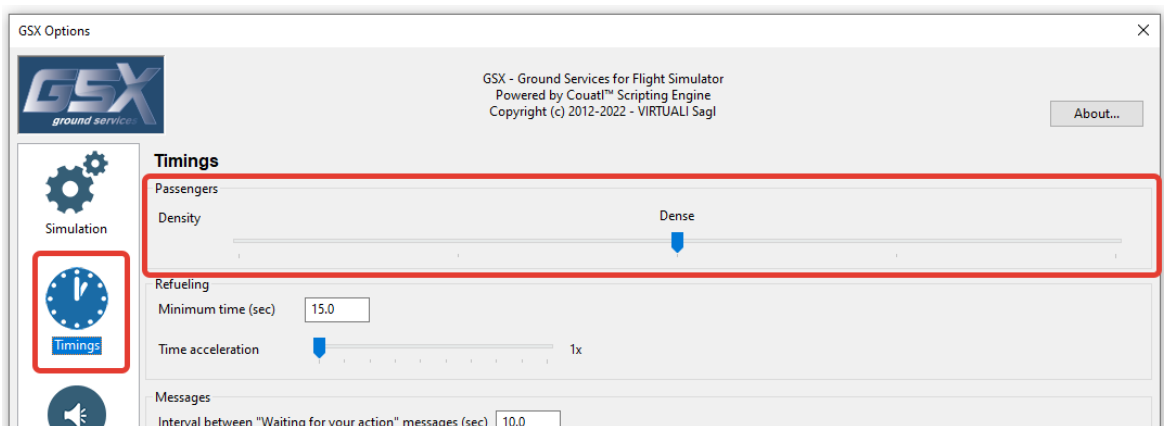 GSX Options
GSX
ground services
GSX - Ground Services for Flight Simulator
Powered by Couatl™ Scripting Engine
Copyright (c) 2012-2022 - VIRTUALI Sagl
About...
Simulation
Timings
Timings
Passengers
Density
Dense
Refueling
Minimum time (sec) 15.0
Time acceleration 1x
Messages
Interval between "Waiting for your action" messages (sec) 10.0